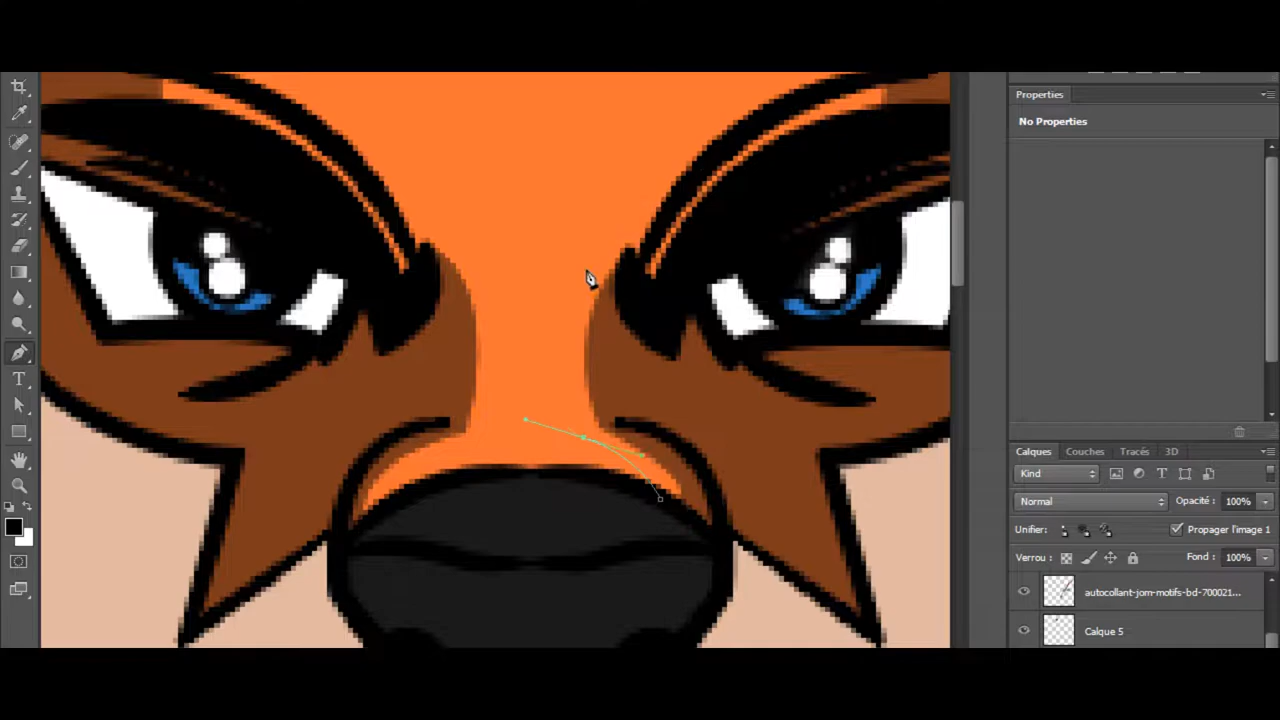 Properties
No Properties
Calques Couches Tracés 3D
Kind
Normal Opacité : 100%
Unifier : Propager l'image 1
Verrou : Fond : 100%
autocollant-jom-motifs-bd-700021...
Calque 5